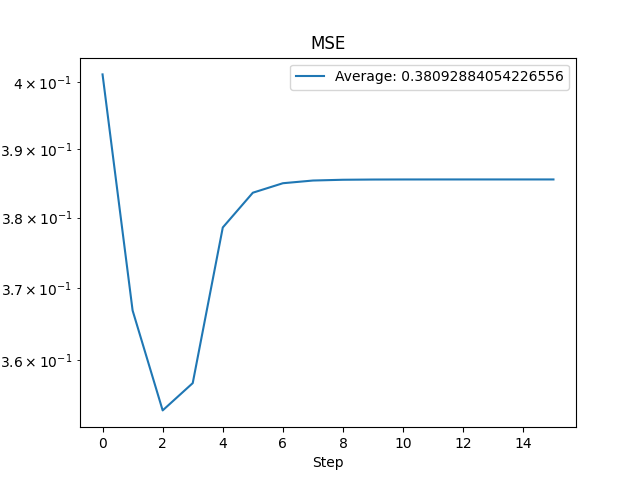 MSE
Average: 0.38092884054226556
4 × 10⁻¹
3.9 × 10⁻¹
3.8 × 10⁻¹
3.7 × 10⁻¹
3.6 × 10⁻¹
0 2 4 6 8 10 12 14
Step